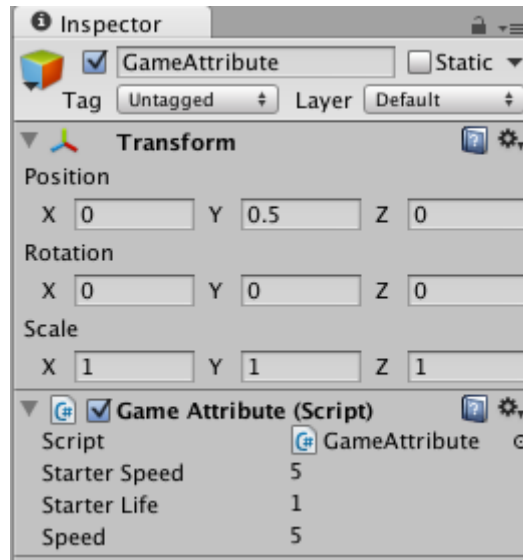 Inspector
GameAttribute Static
Tag Untagged Layer Default
Transform
Position
X 0 Y 0.5 Z 0
Rotation
X 0 Y 0 Z 0
Scale
X 1 Y 1 Z 1
Game Attribute (Script)
Script GameAttribute
Starter Speed 5
Starter Life 1
Speed 5